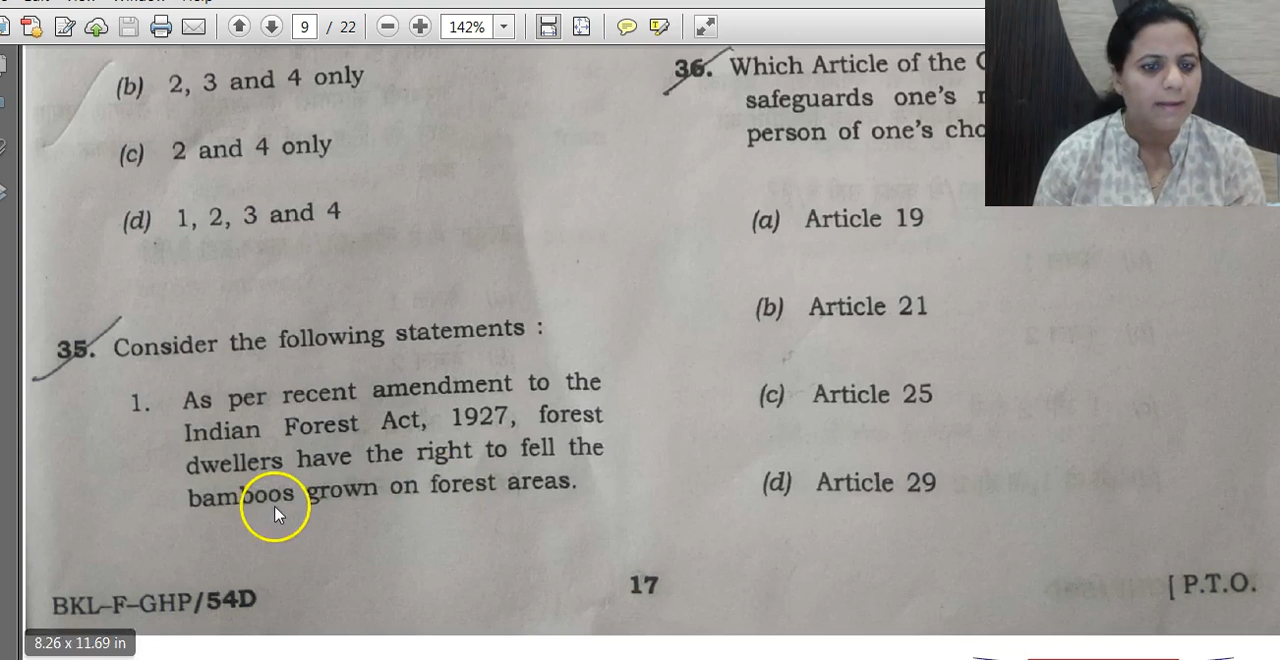 Help
9 / 22
142%
(b) 2, 3 and 4 only
(c) 2 and 4 only
(d) 1, 2, 3 and 4
35. Consider the following statements :
1. As per recent amendment to the
Indian Forest Act, 1927, forest
dwellers have the right to fell the
bamboos grown on forest areas.
36. Which Article of the
safeguards one's
person of one's
(a) Article 19
(b) Article 21
(c) Article 25
(d) Article 29
BKL-F-GHP/54D
17
[ P.T.O.
8.26 x 11.69 in